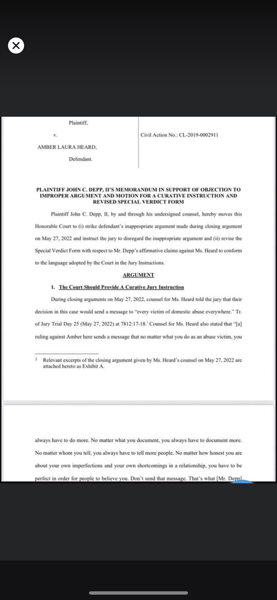 Plaintiff,
v.
Civil Action No.: CL-2019-0002911
AMBER LAURA HEARD,
Defendant.
PLAINTIFF JOHN C. DEPP, II'S MEMORANDUM IN SUPPORT OF OBJECTION TO
IMPROPER ARGUMENT AND MOTION FOR A CURATIVE INSTRUCTION AND
REVISED SPECIAL VERDICT FORM
Plaintiff John C. Depp, II, by and through his undersigned counsel, hereby moves this
Honorable Court to (i) strike defendant's inappropriate argument made during closing argument
on May 27, 2022 and instruct the jury to disregard the inappropriate argument and (ii) revise the
Special Verdict Form with respect to Mr. Depp's affirmative claims against Ms. Heard to conform
to the language adopted by the Court in the Jury Instructions.
ARGUMENT
1. The Court Should Provide A Curative Jury Instruction
During closing arguments on May 27, 2022, counsel for Ms. Heard told the jury that their
decision in this case would send a message to "every victim of domestic abuse everywhere." Tr.
of Jury Trial Day 25 (May 27, 2022) at 7812:17-18.¹ Counsel for Ms. Heard also stated that "[a]
ruling against Amber here sends a message that no matter what you do as an abuse victim, you
1 Relevant excerpts of the closing argument given by Ms. Heard's counsel on May 27, 2022 are
attached hereto as Exhibit A.
always have to do more. No matter what you document, you always have to document more.
No matter whom you tell, you always have to tell more people. No matter how honest you are
about your own imperfections and your own shortcomings in a relationship, you have to be
perfect in order for people to believe you. Don't send that message. That's what [Mr. Depp]